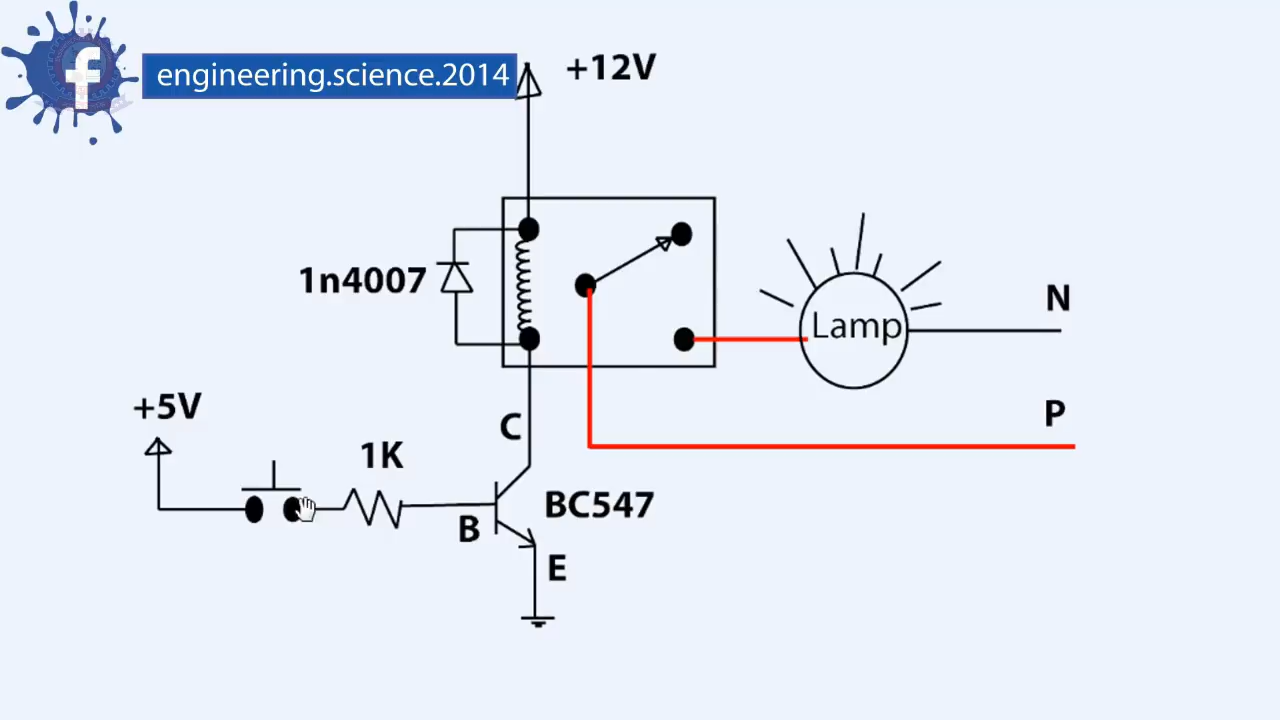 f
engineering.science.2014
+12V
1n4007
Lamp
N
+5V
P
C
1K
BC547
B
E